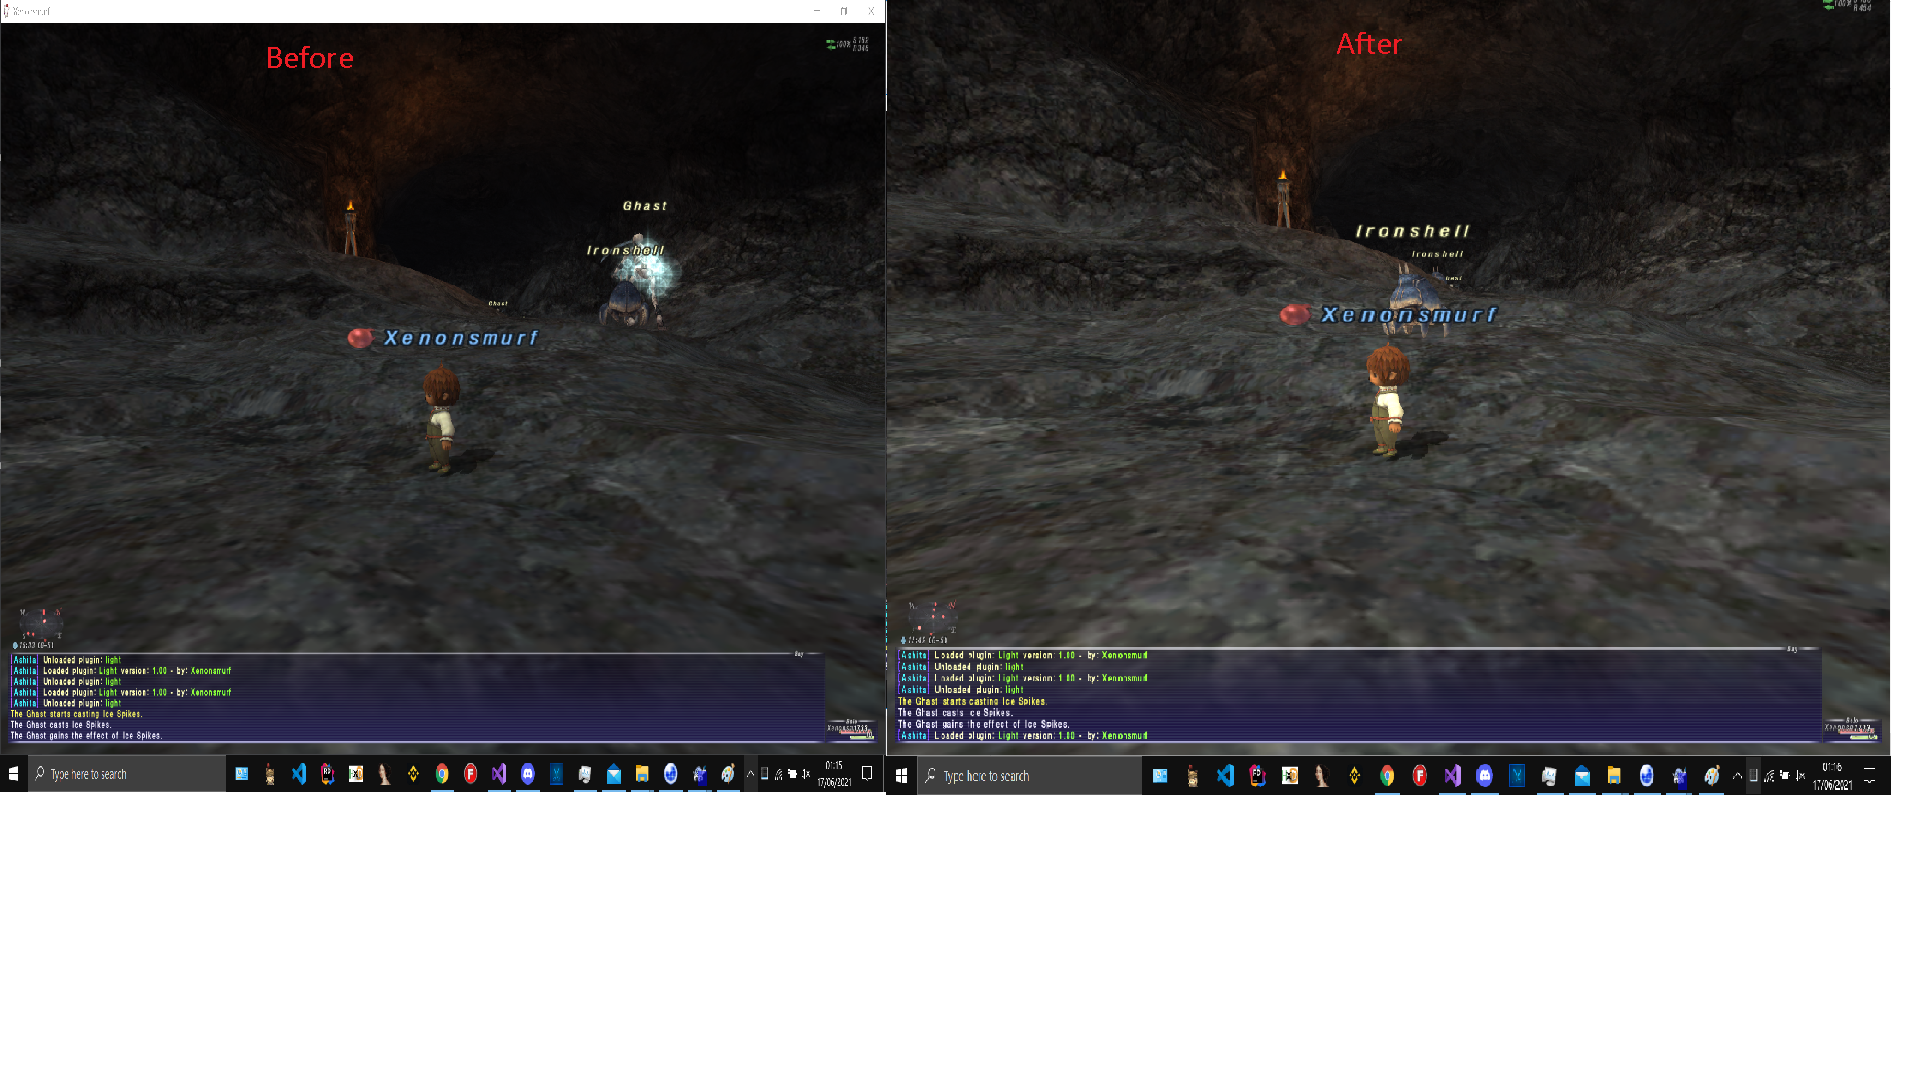 Xenonsmurf
Before
100%
Ghast
Ironshell
Ghast
Xenonsmurf
[Ashita] Unloaded plugin: light
[Ashita] Loaded plugin: Light version: 1.00 - by: Xenonsmurf
[Ashita] Unloaded plugin: light
[Ashita] Loaded plugin: Light version: 1.00 - by: Xenonsmurf
[Ashita] Unloaded plugin: light
The Ghast starts casting Ice Spikes.
The Ghast casts Ice Spikes.
The Ghast gains the effect of Ice Spikes.
Type here to search
01:15
17/06/2021
After
Ironshell
Ironshell
Xenonsmurf
[Ashita] Loaded plugin: Light version: 1.00 - by: Xenonsmurf
[Ashita] Unloaded plugin: light
[Ashita] Loaded plugin: Light version: 1.00 - by: Xenonsmurf
[Ashita] Unloaded plugin: light
The Ghast starts casting Ice Spikes.
The Ghast casts Ice Spikes.
The Ghast gains the effect of Ice Spikes.
[Ashita] Loaded plugin: Light version: 1.00 - by: Xenonsmurf
Type here to search
01:16
17/06/2021